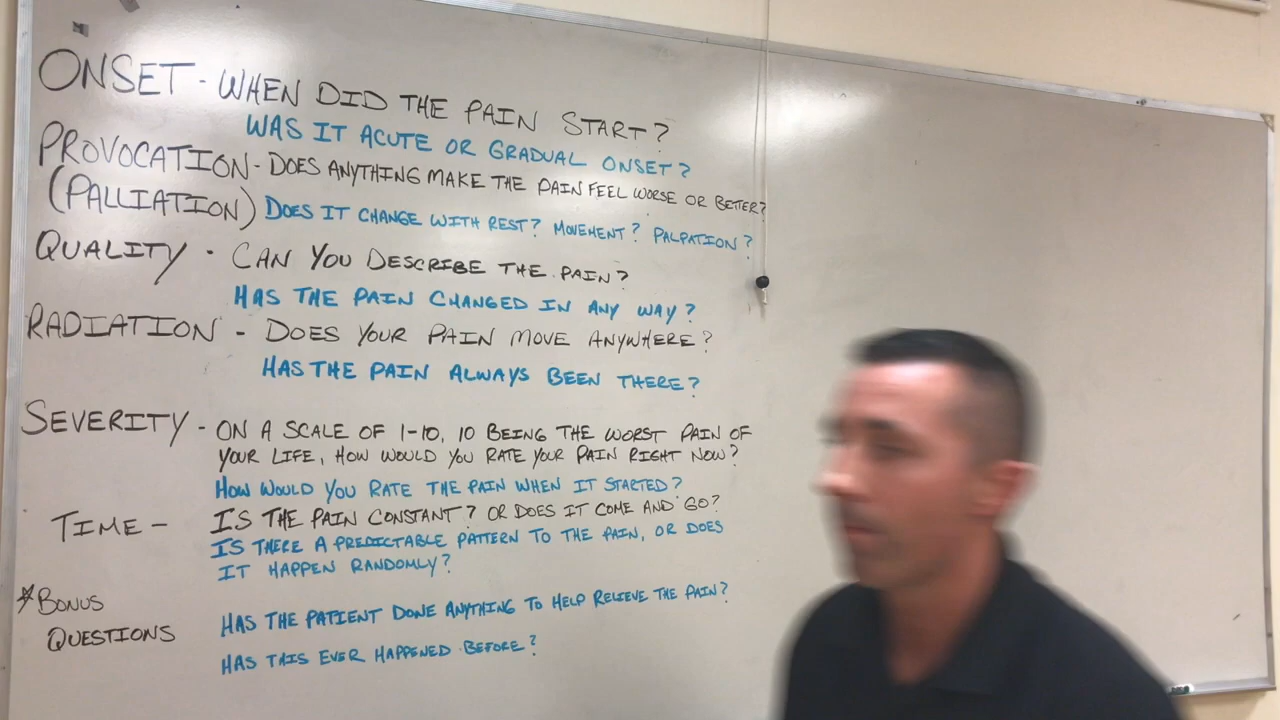 ONSET - WHEN DID THE PAIN START?
WAS IT ACUTE OR GRADUAL ONSET?
PROVOCATION - DOES ANYTHING MAKE THE PAIN FEEL WORSE OR BETTER?
(PALLIATION) DOES IT CHANGE WITH REST? MOVEMENT? PALPATION?
QUALITY - CAN YOU DESCRIBE THE PAIN?
HAS THE PAIN CHANGED IN ANY WAY?
RADIATION - DOES YOUR PAIN MOVE ANYWHERE?
HAS THE PAIN ALWAYS BEEN THERE?
SEVERITY - ON A SCALE OF 1-10, 10 BEING THE WORST PAIN OF
YOUR LIFE, HOW WOULD YOU RATE YOUR PAIN RIGHT NOW?
HOW WOULD YOU RATE THE PAIN WHEN IT STARTED?
TIME - IS THE PAIN CONSTANT? OR DOES IT COME AND GO?
IS THERE A PREDICTABLE PATTERN TO THE PAIN, OR DOES
IT HAPPEN RANDOMLY?
*BONUS
QUESTIONS
HAS THE PATIENT DONE ANYTHING TO HELP RELIEVE THE PAIN?
HAS THIS EVER HAPPENED BEFORE?